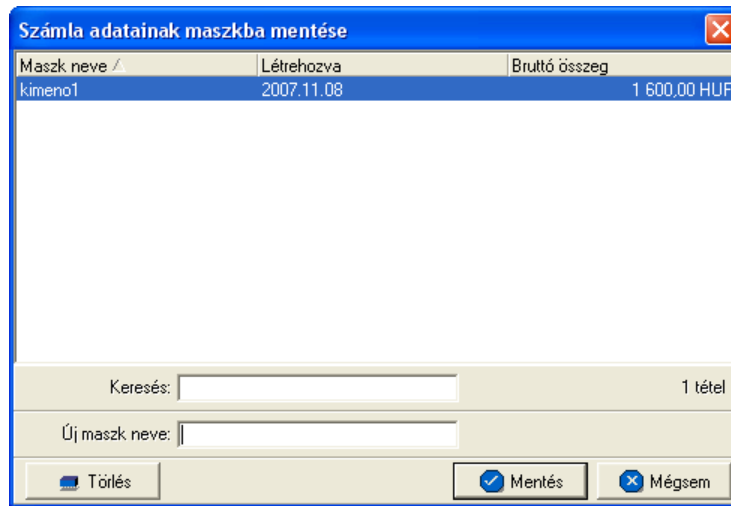 Számla adatainak maszkba mentése
Maszk neve Létrehozva Bruttó összeg
kimeno1 2007.11.08 1 600,00 HUF
Keresés: 1 tétel
Új maszk neve:
Törlés Mentés Mégsem